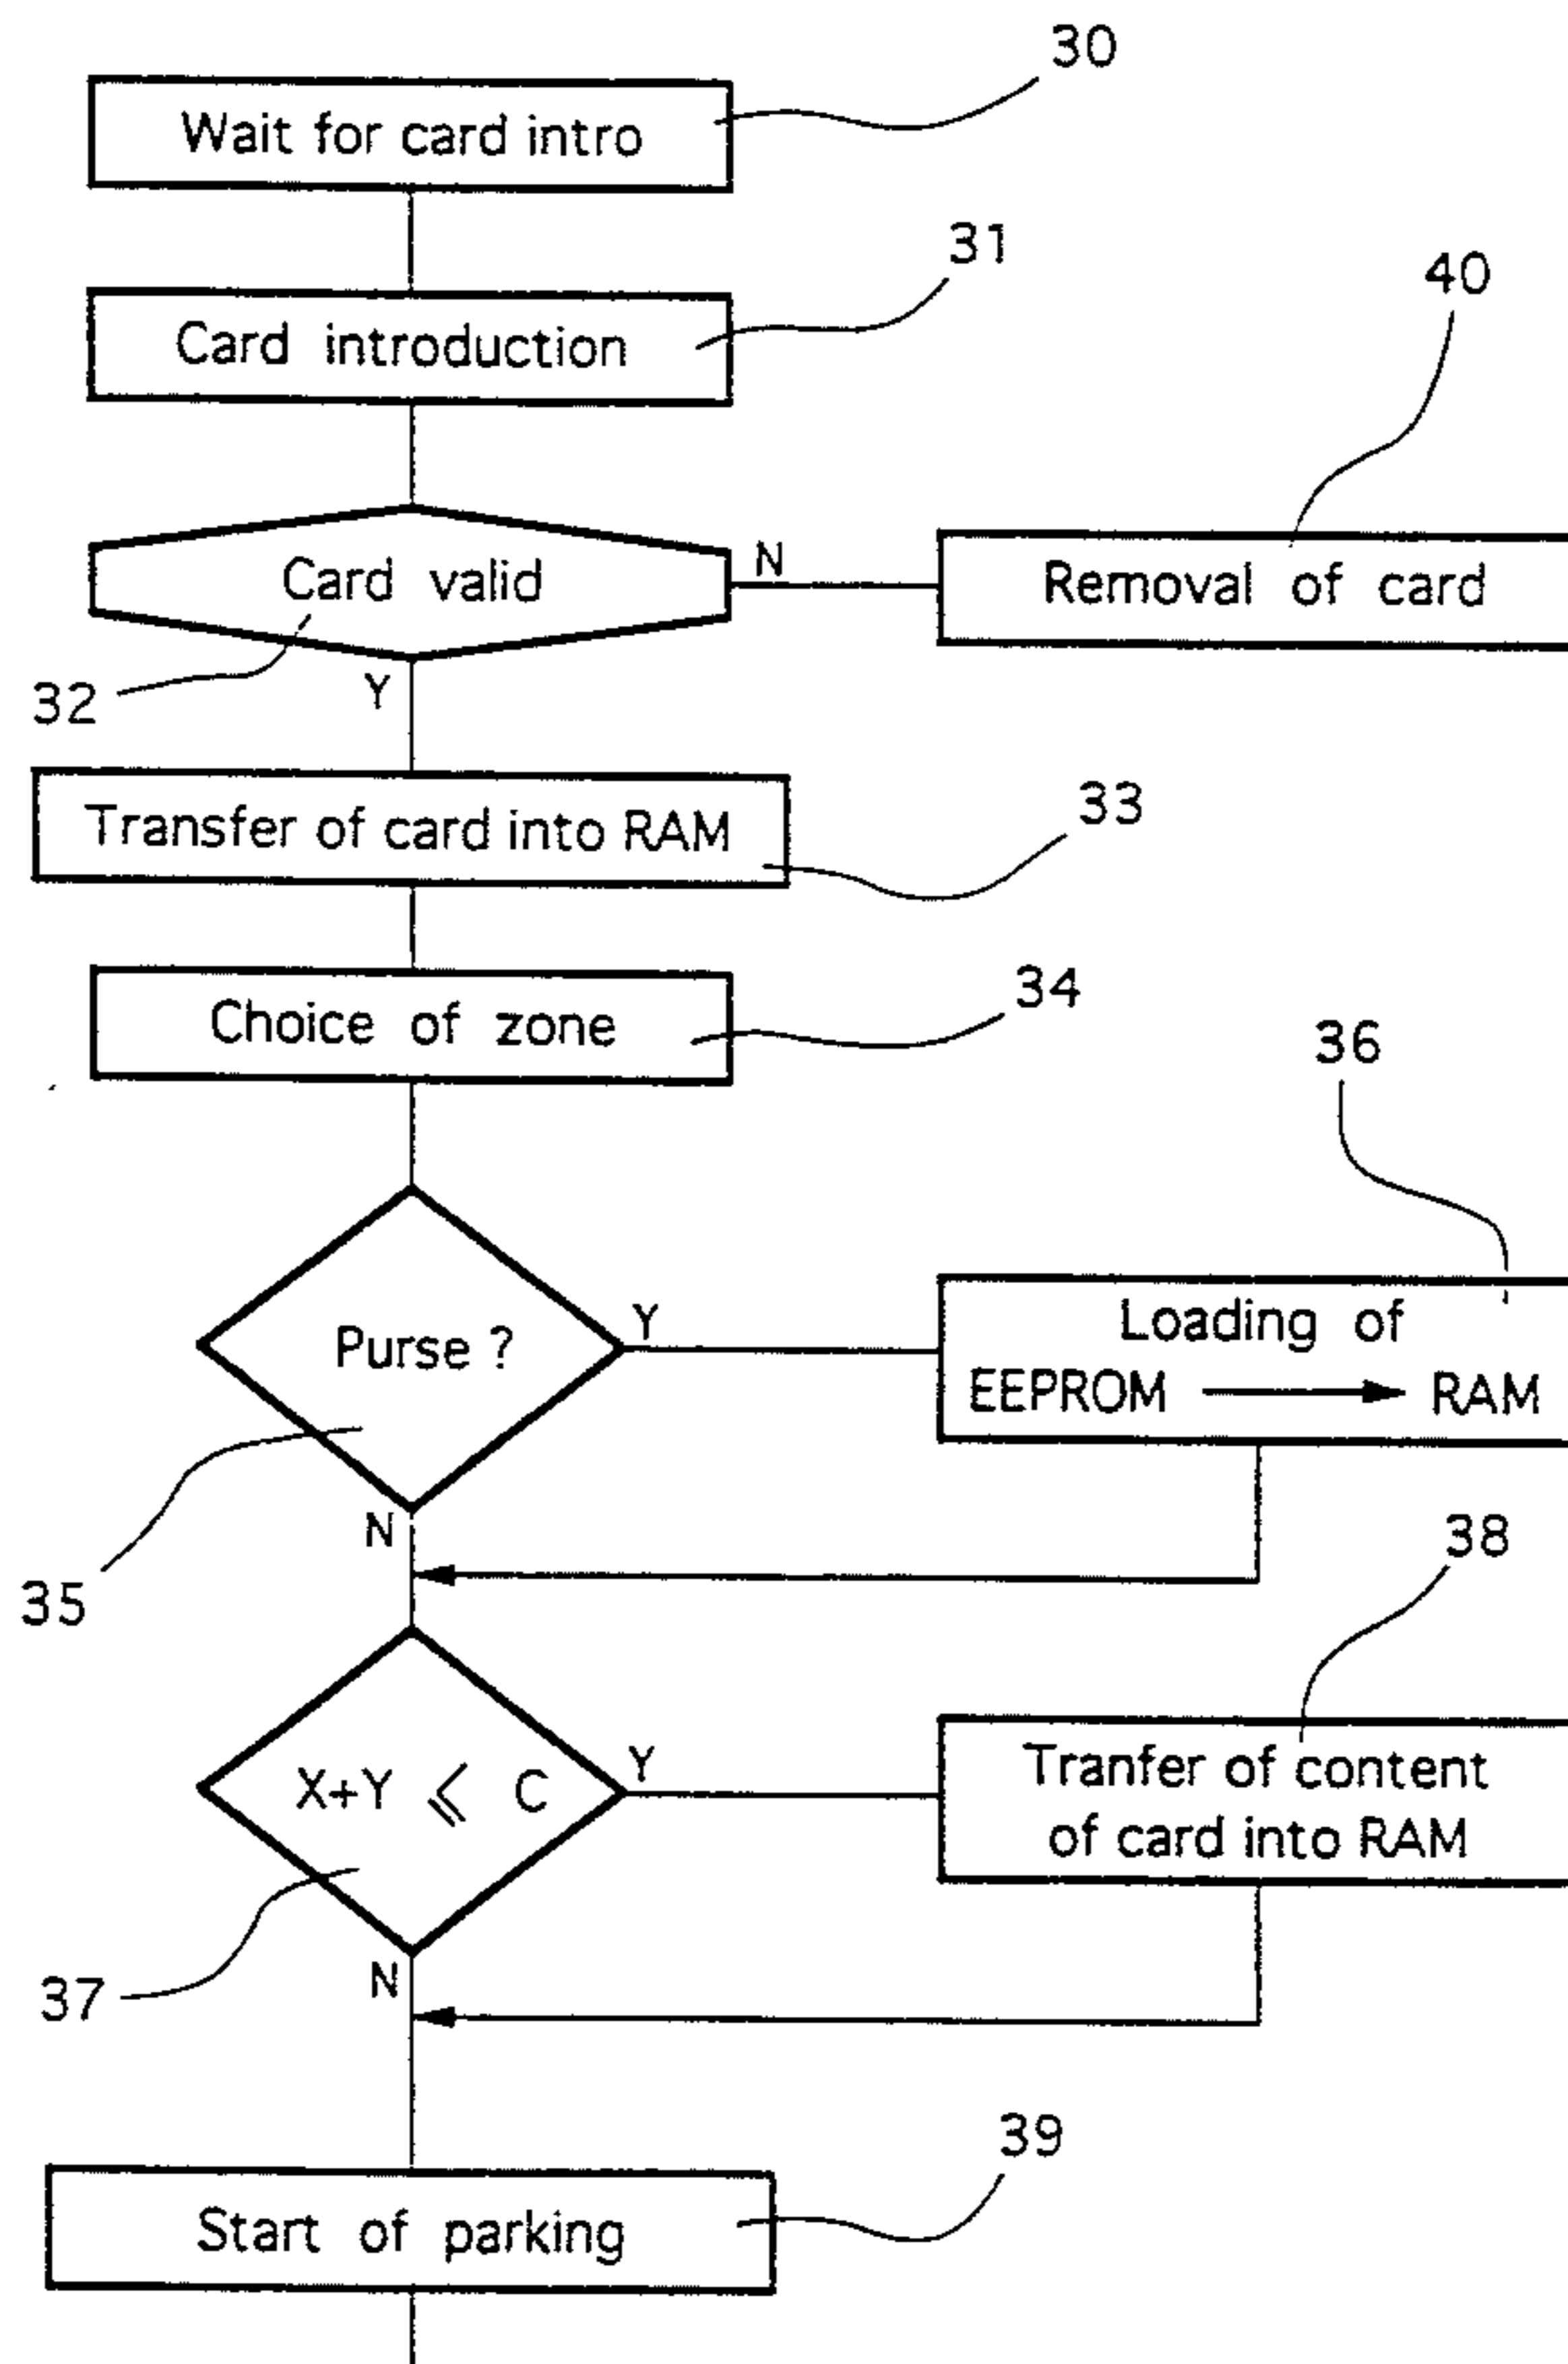 30
Wait for card intro
31
Card introduction
40
Card valid
N
Removal of card
32
Y
Transfer of card into RAM
33
Choice of zone
34
36
Purse ?
Y
Loading of
EEPROM → RAM
35
N
38
X+Y ⩽ C
Y
Tranfer of content
of card into RAM
37
N
39
Start of parking